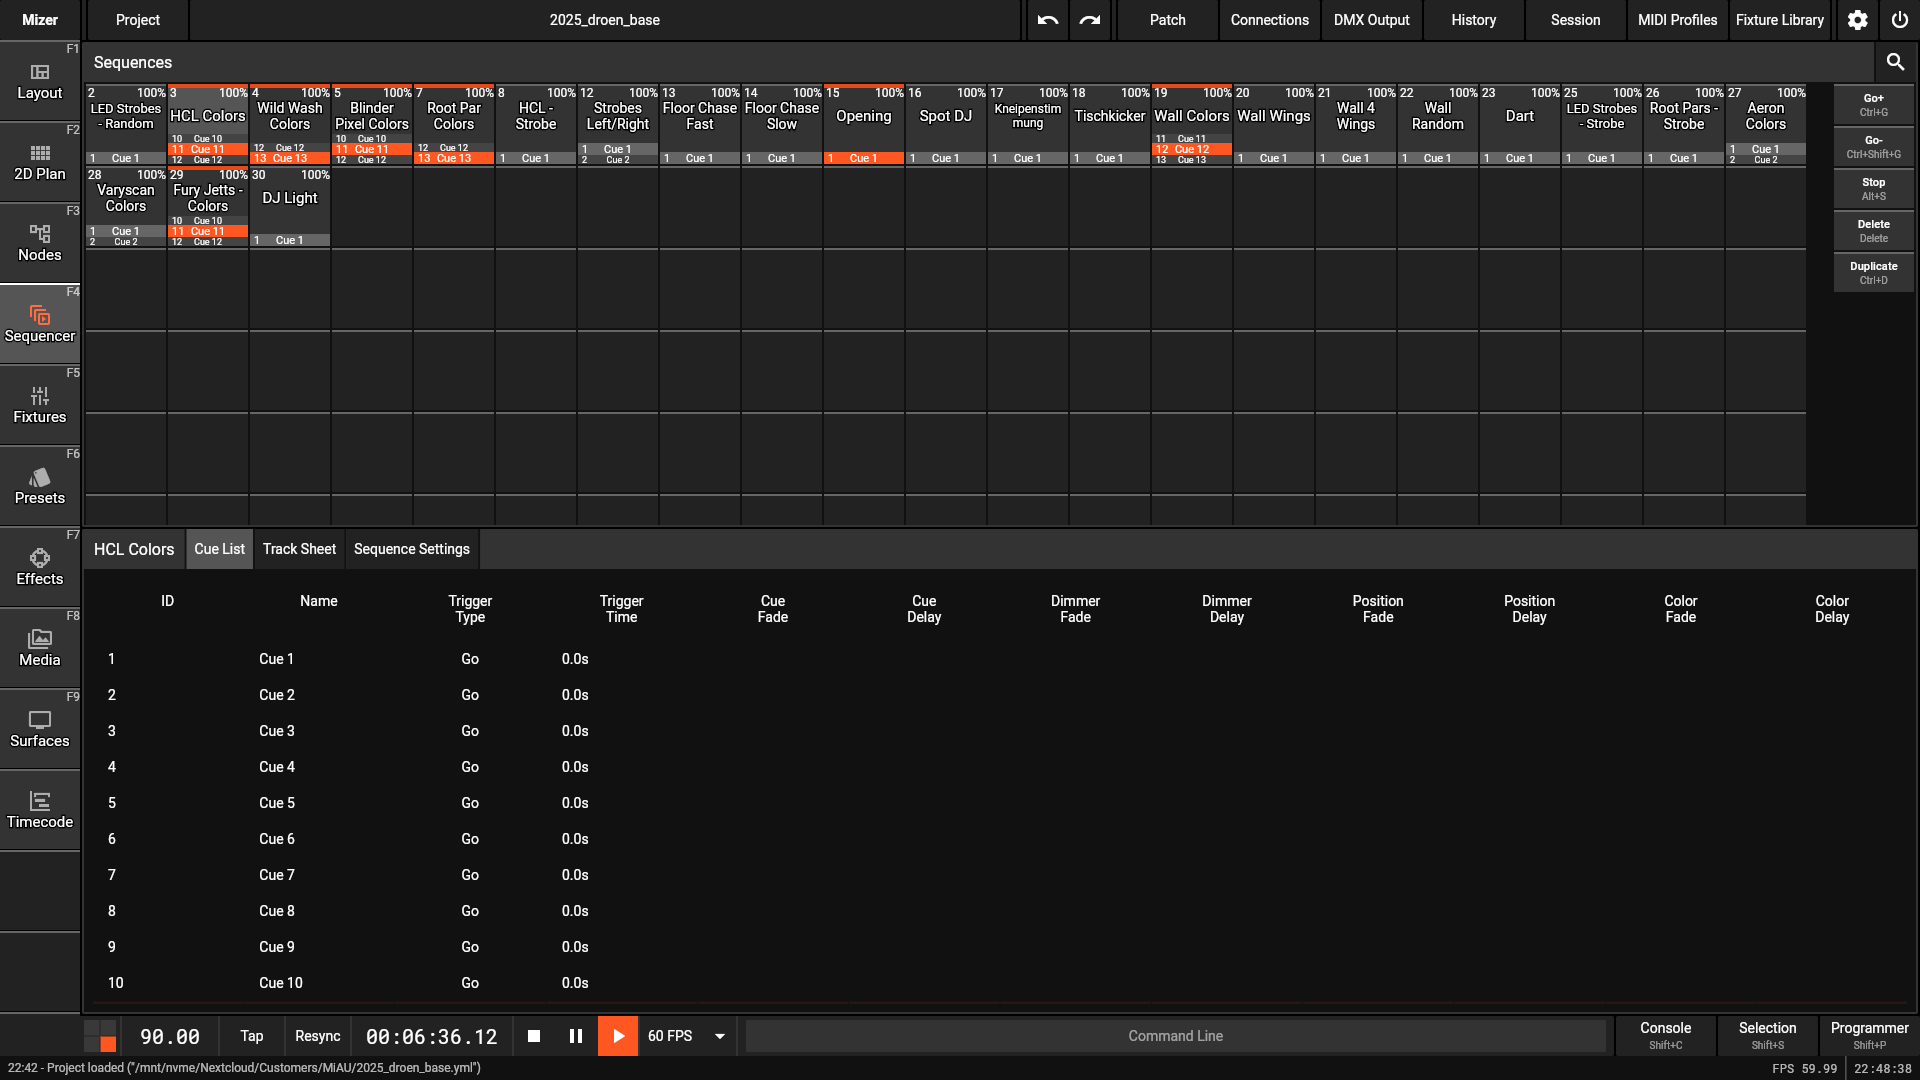 Mizer
Project
2025_droen_base
Patch
Connections
DMX Output
History
Session
MIDI Profiles
Fixture Library
F1
Layout
F2
2D Plan
F3
Nodes
F4
Sequencer
F5
Fixtures
F6
Presets
F7
Effects
F8
Media
F9
Surfaces
Timecode
Sequences
2 100%
LED Strobes
- Random
1 Cue 1
3 100%
HCL Colors
10 Cue 10
11 Cue 11
12 Cue 12
4 100%
Wild Wash
Colors
12 Cue 12
13 Cue 13
5 100%
Blinder
Pixel Colors
10 Cue 10
11 Cue 11
12 Cue 12
7 100%
Root Par
Colors
12 Cue 12
13 Cue 13
8 100%
HCL -
Strobe
1 Cue 1
12 100%
Strobes
Left/Right
1 Cue 1
2 Cue 2
13 100%
Floor Chase
Fast
1 Cue 1
14 100%
Floor Chase
Slow
1 Cue 1
15 100%
Opening
1 Cue 1
16 100%
Spot DJ
1 Cue 1
17 100%
Kneipenstim
mung
1 Cue 1
18 100%
Tischkicker
1 Cue 1
19 100%
Wall Colors
11 Cue 11
12 Cue 12
13 Cue 13
20 100%
Wall Wings
1 Cue 1
21 100%
Wall 4
Wings
1 Cue 1
22 100%
Wall
Random
1 Cue 1
23 100%
Dart
1 Cue 1
25 100%
LED Strobes
- Strobe
1 Cue 1
26 100%
Root Pars -
Strobe
1 Cue 1
27 100%
Aeron
Colors
1 Cue 1
2 Cue 2
28 100%
Varyscan
Colors
1 Cue 1
2 Cue 2
29 100%
Fury Jetts -
Colors
10 Cue 10
11 Cue 11
12 Cue 12
30 100%
DJ Light
1 Cue 1
Go+
Ctrl+G
Go-
Ctrl+Shift+G
Stop
Alt+S
Delete
Delete
Duplicate
Ctrl+D
HCL Colors
Cue List
Track Sheet
Sequence Settings
ID
Name
Trigger
Type
Trigger
Time
Cue
Fade
Cue
Delay
Dimmer
Fade
Dimmer
Delay
Position
Fade
Position
Delay
Color
Fade
Color
Delay
1 Cue 1 Go 0.0s
2 Cue 2 Go 0.0s
3 Cue 3 Go 0.0s
4 Cue 4 Go 0.0s
5 Cue 5 Go 0.0s
6 Cue 6 Go 0.0s
7 Cue 7 Go 0.0s
8 Cue 8 Go 0.0s
9 Cue 9 Go 0.0s
10 Cue 10 Go 0.0s
90.00
Tap
Resync
00:06:36.12
60 FPS
Command Line
Console
Shift+C
Selection
Shift+S
Programmer
Shift+P
22:42 - Project loaded ("/mnt/nvme/Nextcloud/Customers/MiAU/2025_droen_base.yml")
FPS 59.99
22:48:38